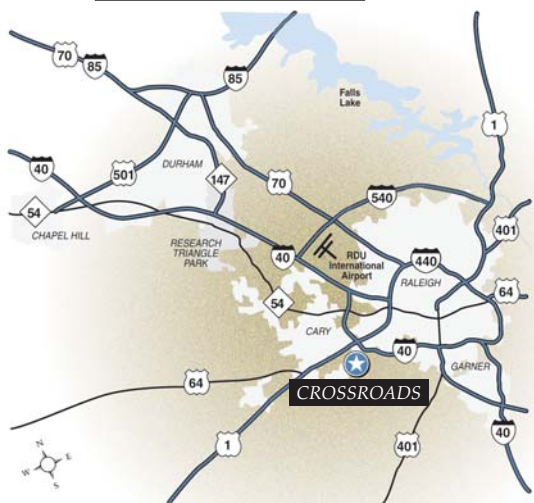 70
85
85
Falls
Lake
1
40
501
DURHAM
147
70
540
54
401
CHAPEL HILL
RESEARCH
TRIANGLE
PARK
40
RDU
International
Airport
440
RALEIGH
64
54
CARY
40
GARNER
64
CROSSROADS
1
401
40
N
W E
S